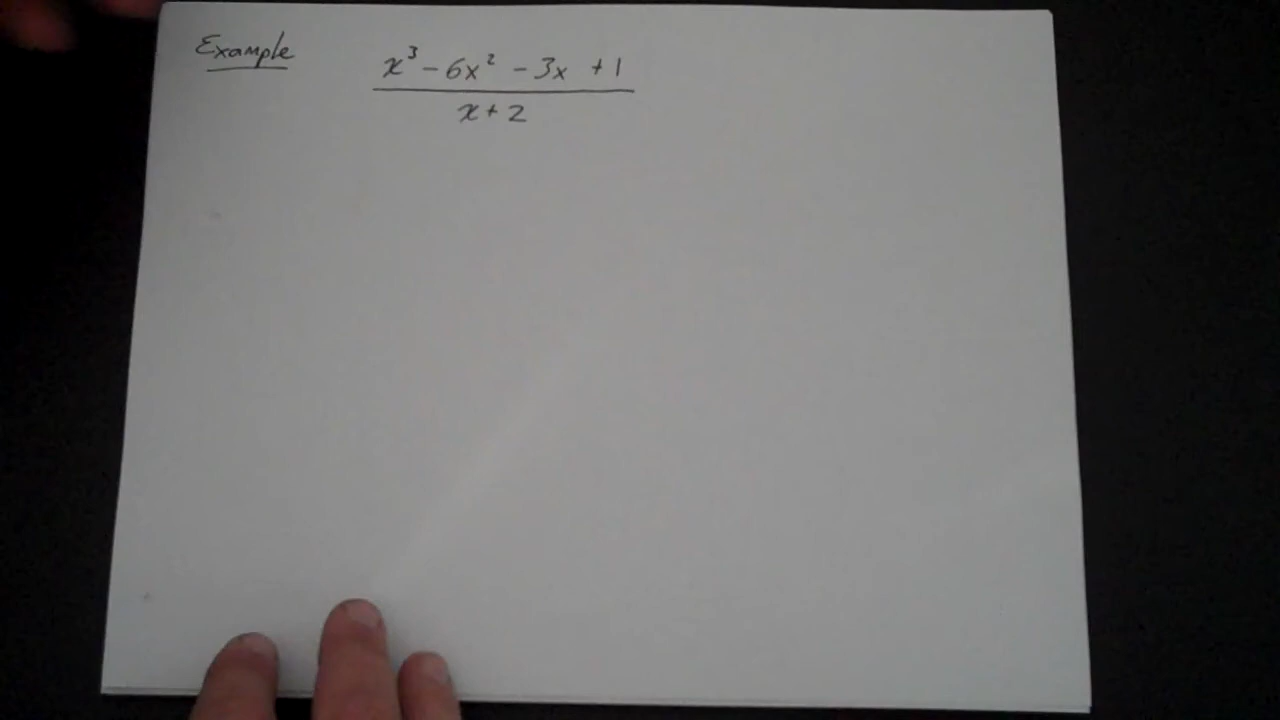 Example
x³ - 6x² - 3x + 1
x + 2